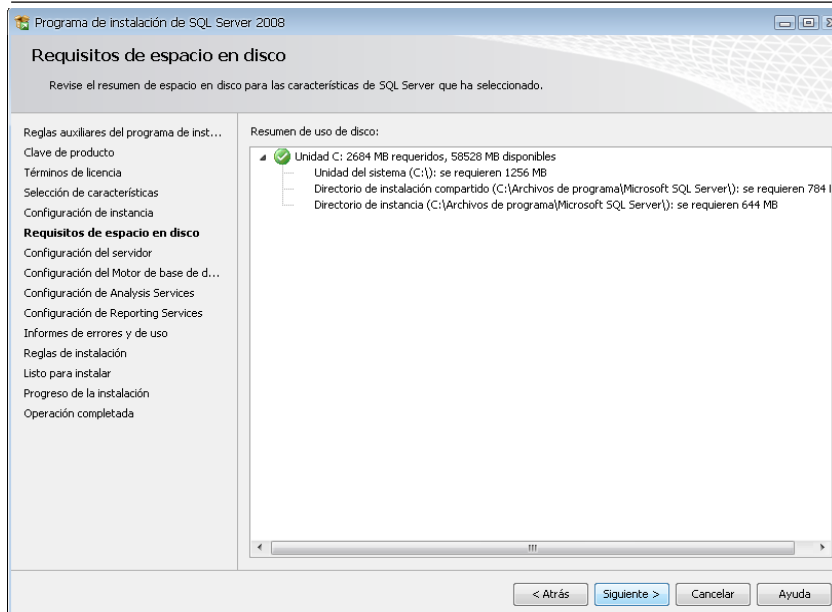 Programa de instalación de SQL Server 2008
Requisitos de espacio en disco
Revise el resumen de espacio en disco para las características de SQL Server que ha seleccionado.
Reglas auxiliares del programa de inst...
Clave de producto
Términos de licencia
Selección de características
Configuración de instancia
Requisitos de espacio en disco
Configuración del servidor
Configuración del Motor de base de d...
Configuración de Analysis Services
Configuración de Reporting Services
Informes de errores y de uso
Reglas de instalación
Listo para instalar
Progreso de la instalación
Operación completada
Resumen de uso de disco:
Unidad C: 2684 MB requeridos, 58528 MB disponibles
Unidad del sistema (C:\): se requieren 1256 MB
Directorio de instalación compartido (C:\Archivos de programa\Microsoft SQL Server\): se requieren 784
Directorio de instancia (C:\Archivos de programa\Microsoft SQL Server\): se requieren 644 MB
< Atrás
Siguiente >
Cancelar
Ayuda